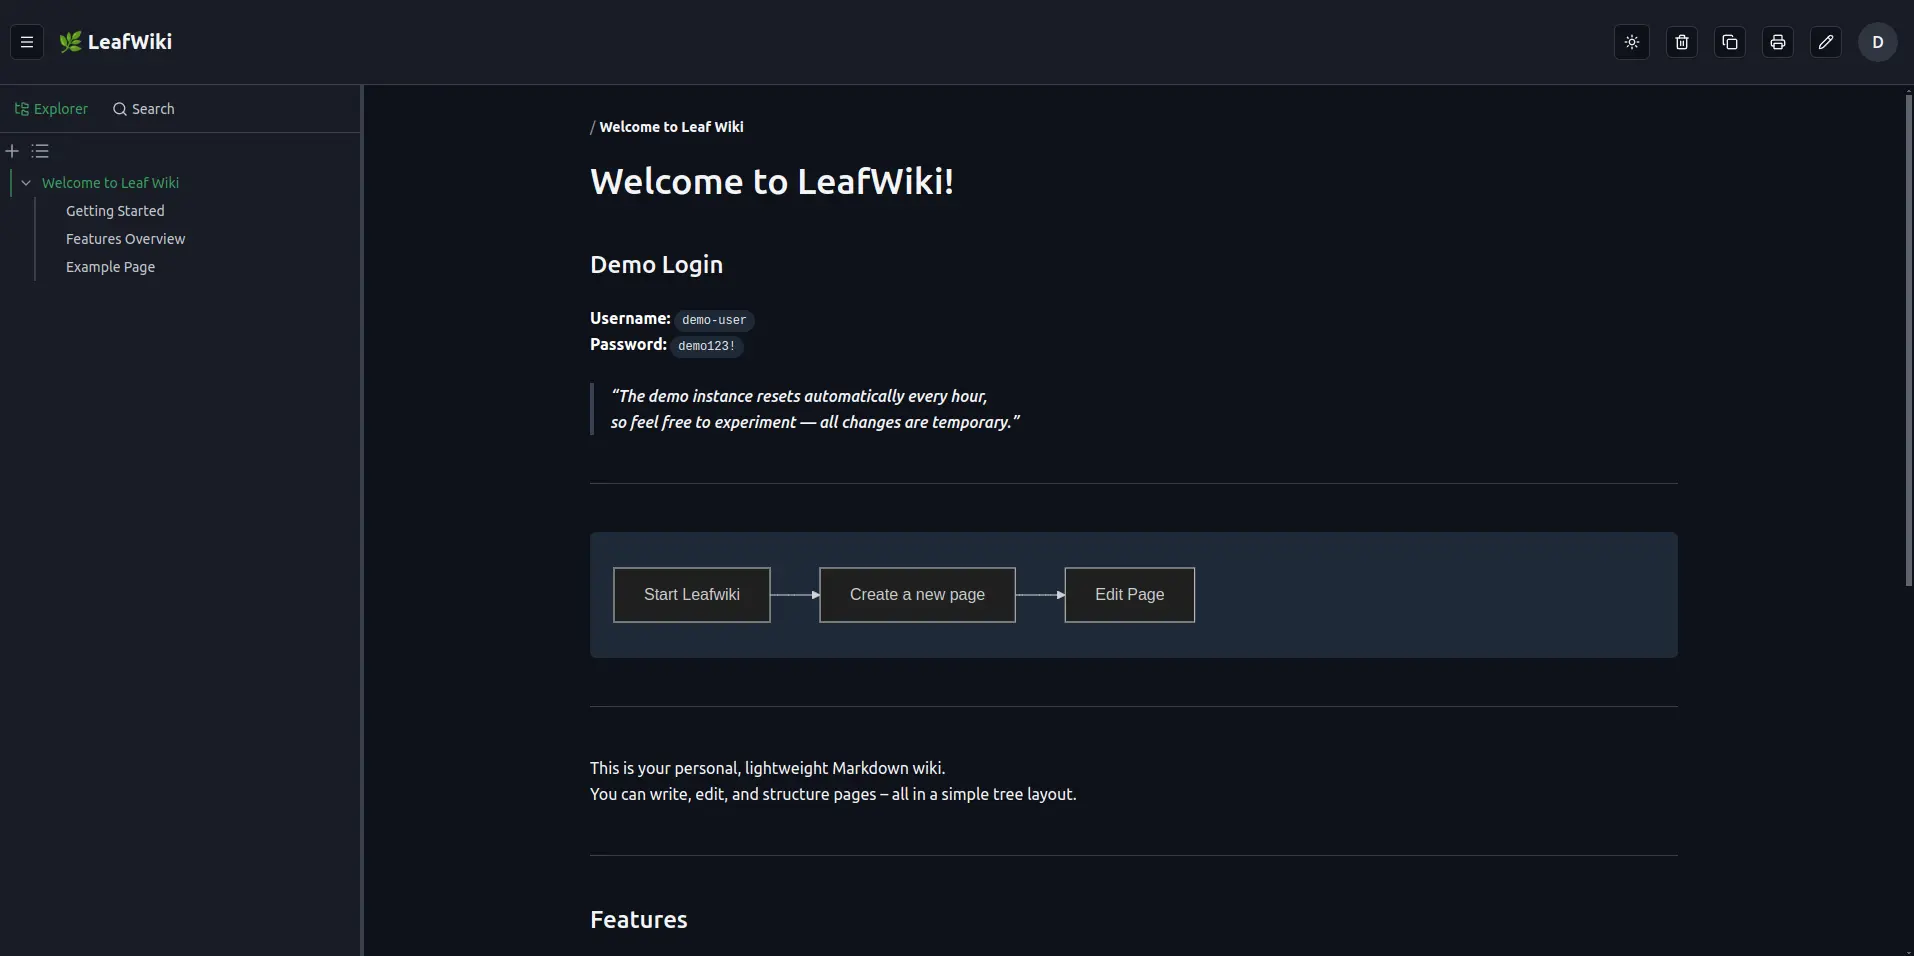 LeafWiki
D
Explorer
Search
Welcome to Leaf Wiki
Getting Started
Features Overview
Example Page
/ Welcome to Leaf Wiki
Welcome to LeafWiki!
Demo Login
Username: demo-user
Password: demo123!
“The demo instance resets automatically every hour,
so feel free to experiment — all changes are temporary.”
Start Leafwiki
Create a new page
Edit Page
This is your personal, lightweight Markdown wiki.
You can write, edit, and structure pages – all in a simple tree layout.
Features